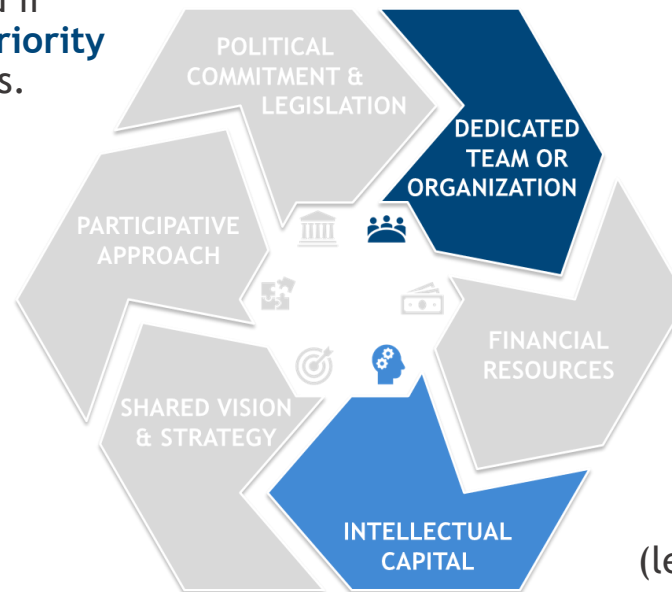 riority
s.
POLITICAL
COMMITMENT &
LEGISLATION
DEDICATED
TEAM OR
ORGANIZATION
PARTICIPATIVE
APPROACH
FINANCIAL
RESOURCES
SHARED VISION
& STRATEGY
INTELLECTUAL
CAPITAL
(le